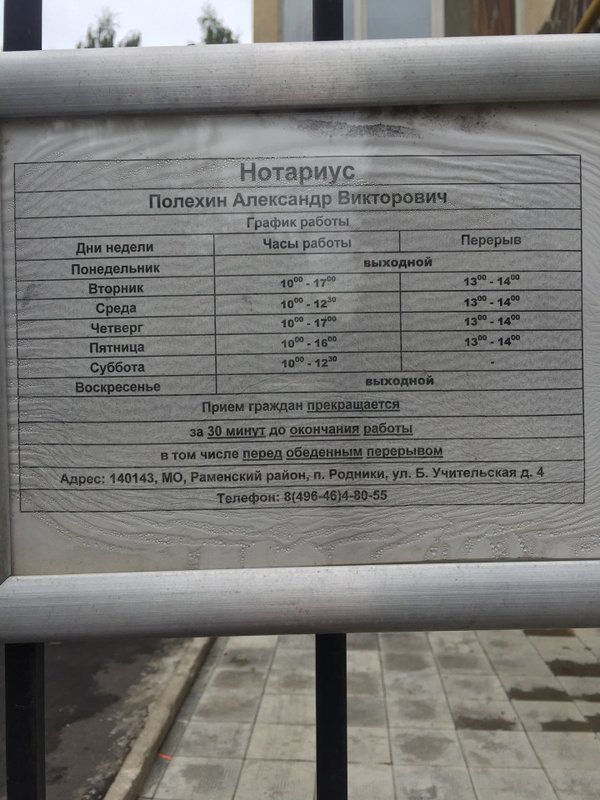 Нотариус
Полехин Александр Викторович
График работы
Дни недели Часы работы Перерыв
Понедельник выходной
Вторник 10⁰⁰ - 17⁰⁰ 13⁰⁰ - 14⁰⁰
Среда 10⁰⁰ - 12³⁰ 13⁰⁰ - 14⁰⁰
Четверг 10⁰⁰ - 17⁰⁰ 13⁰⁰ - 14⁰⁰
Пятница 10⁰⁰ - 16⁰⁰ 13⁰⁰ - 14⁰⁰
Суббота 10⁰⁰ - 12³⁰ -
Воскресенье выходной
Прием граждан прекращается
за 30 минут до окончания работы
в том числе перед обеденным перерывом
Адрес: 140143, МО, Раменский район, п. Родники, ул. Б. Учительская д. 4
Телефон: 8(496-46)4-80-55